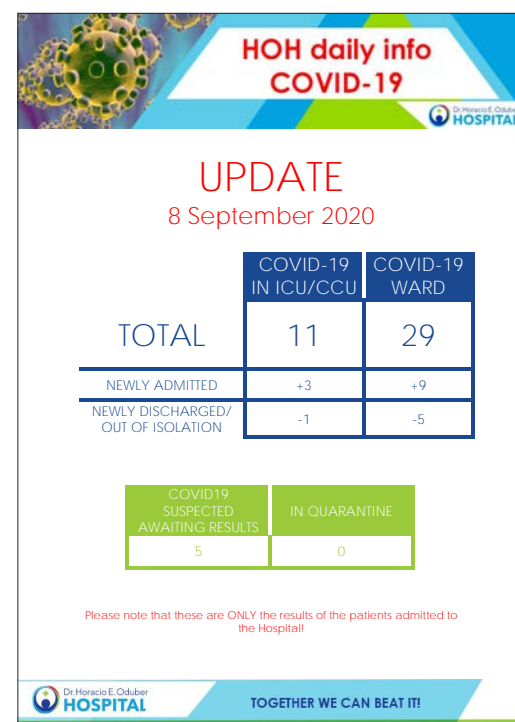 HOH daily info
COVID-19
Dr. Horacio E. Oduber
HOSPITAL
UPDATE
8 September 2020
COVID-19 IN ICU/CCU
COVID-19 WARD
TOTAL 11 29
NEWLY ADMITTED +3 +9
NEWLY DISCHARGED/
OUT OF ISOLATION -1 -5
COVID19
SUSPECTED
AWAITING RESULTS
IN QUARANTINE
5 0
Please note that these are ONLY the results of the patients admitted to
the Hospital!
Dr. Horacio E. Oduber
HOSPITAL
TOGETHER WE CAN BEAT IT!